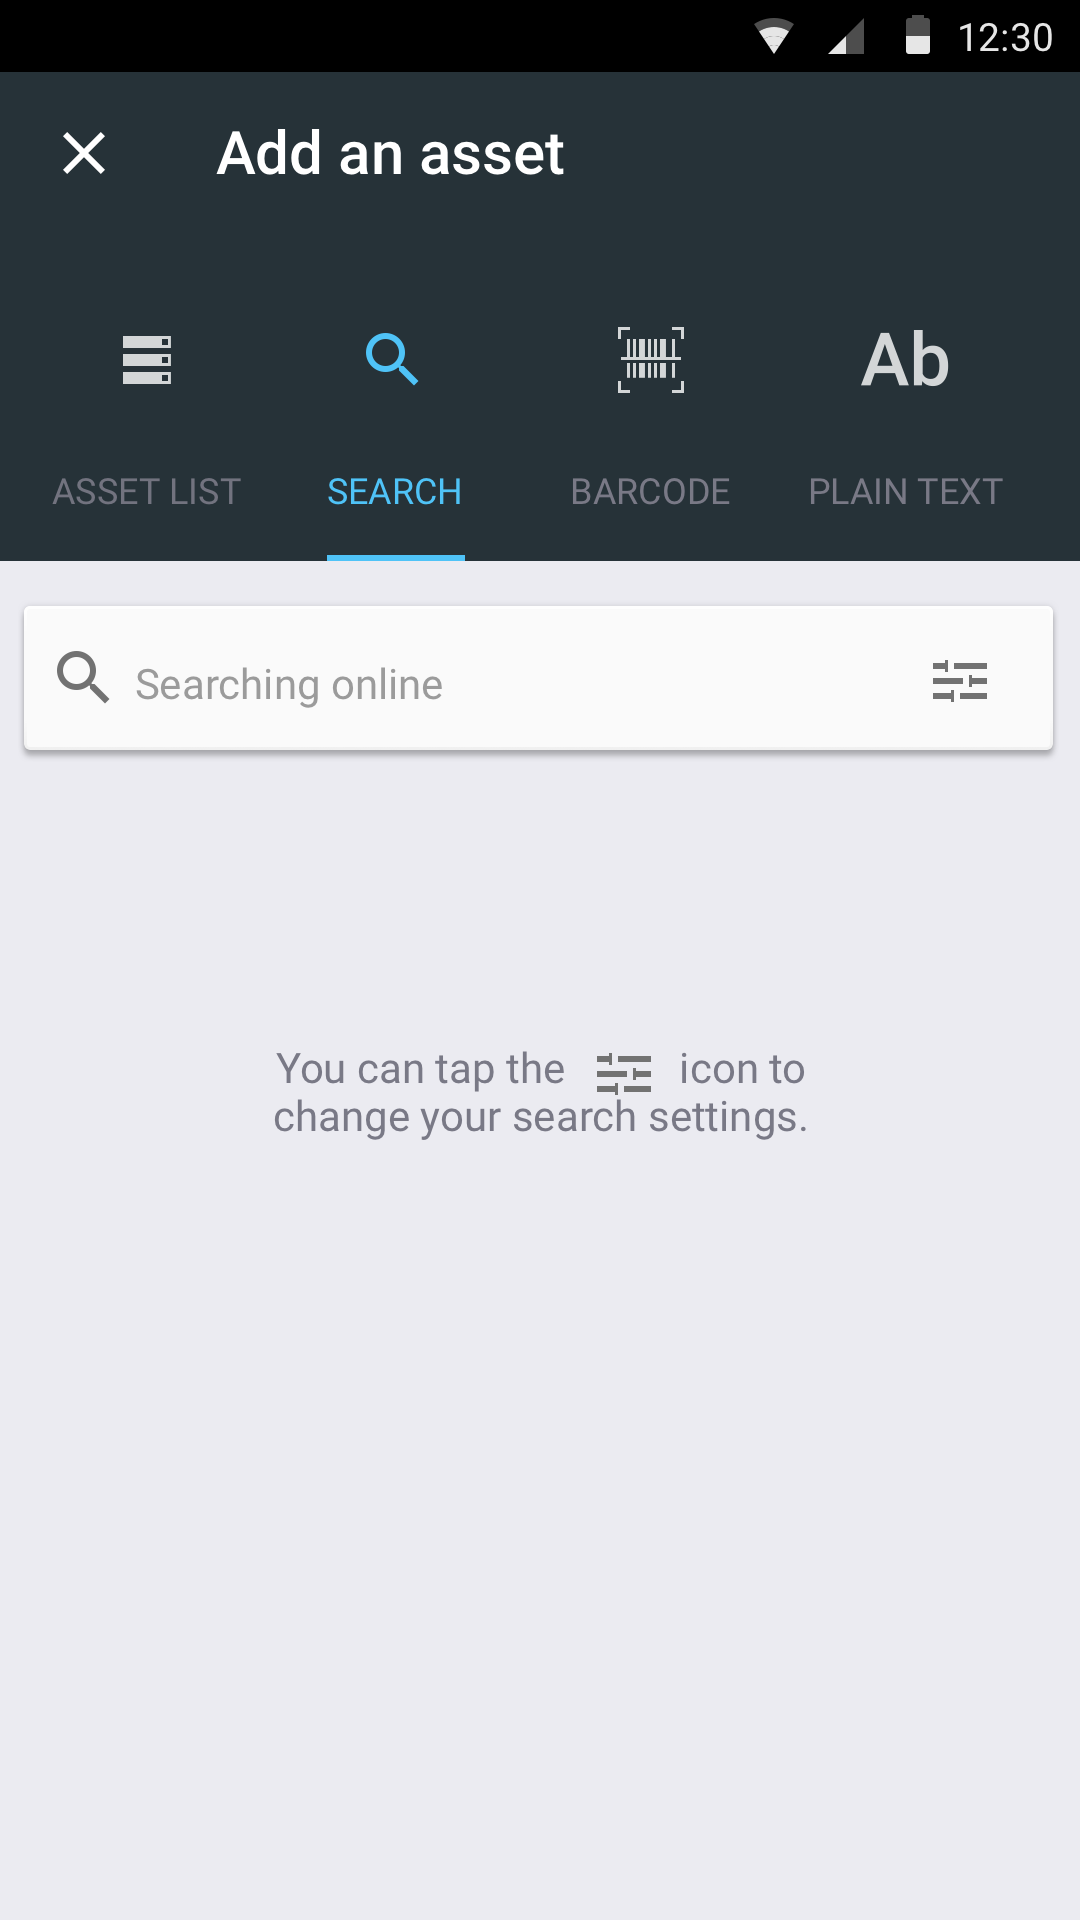 12:30
Add an asset
Ab
ASSET LIST
SEARCH
BARCODE
PLAIN TEXT
Searching online
You can tap the icon to
change your search settings.